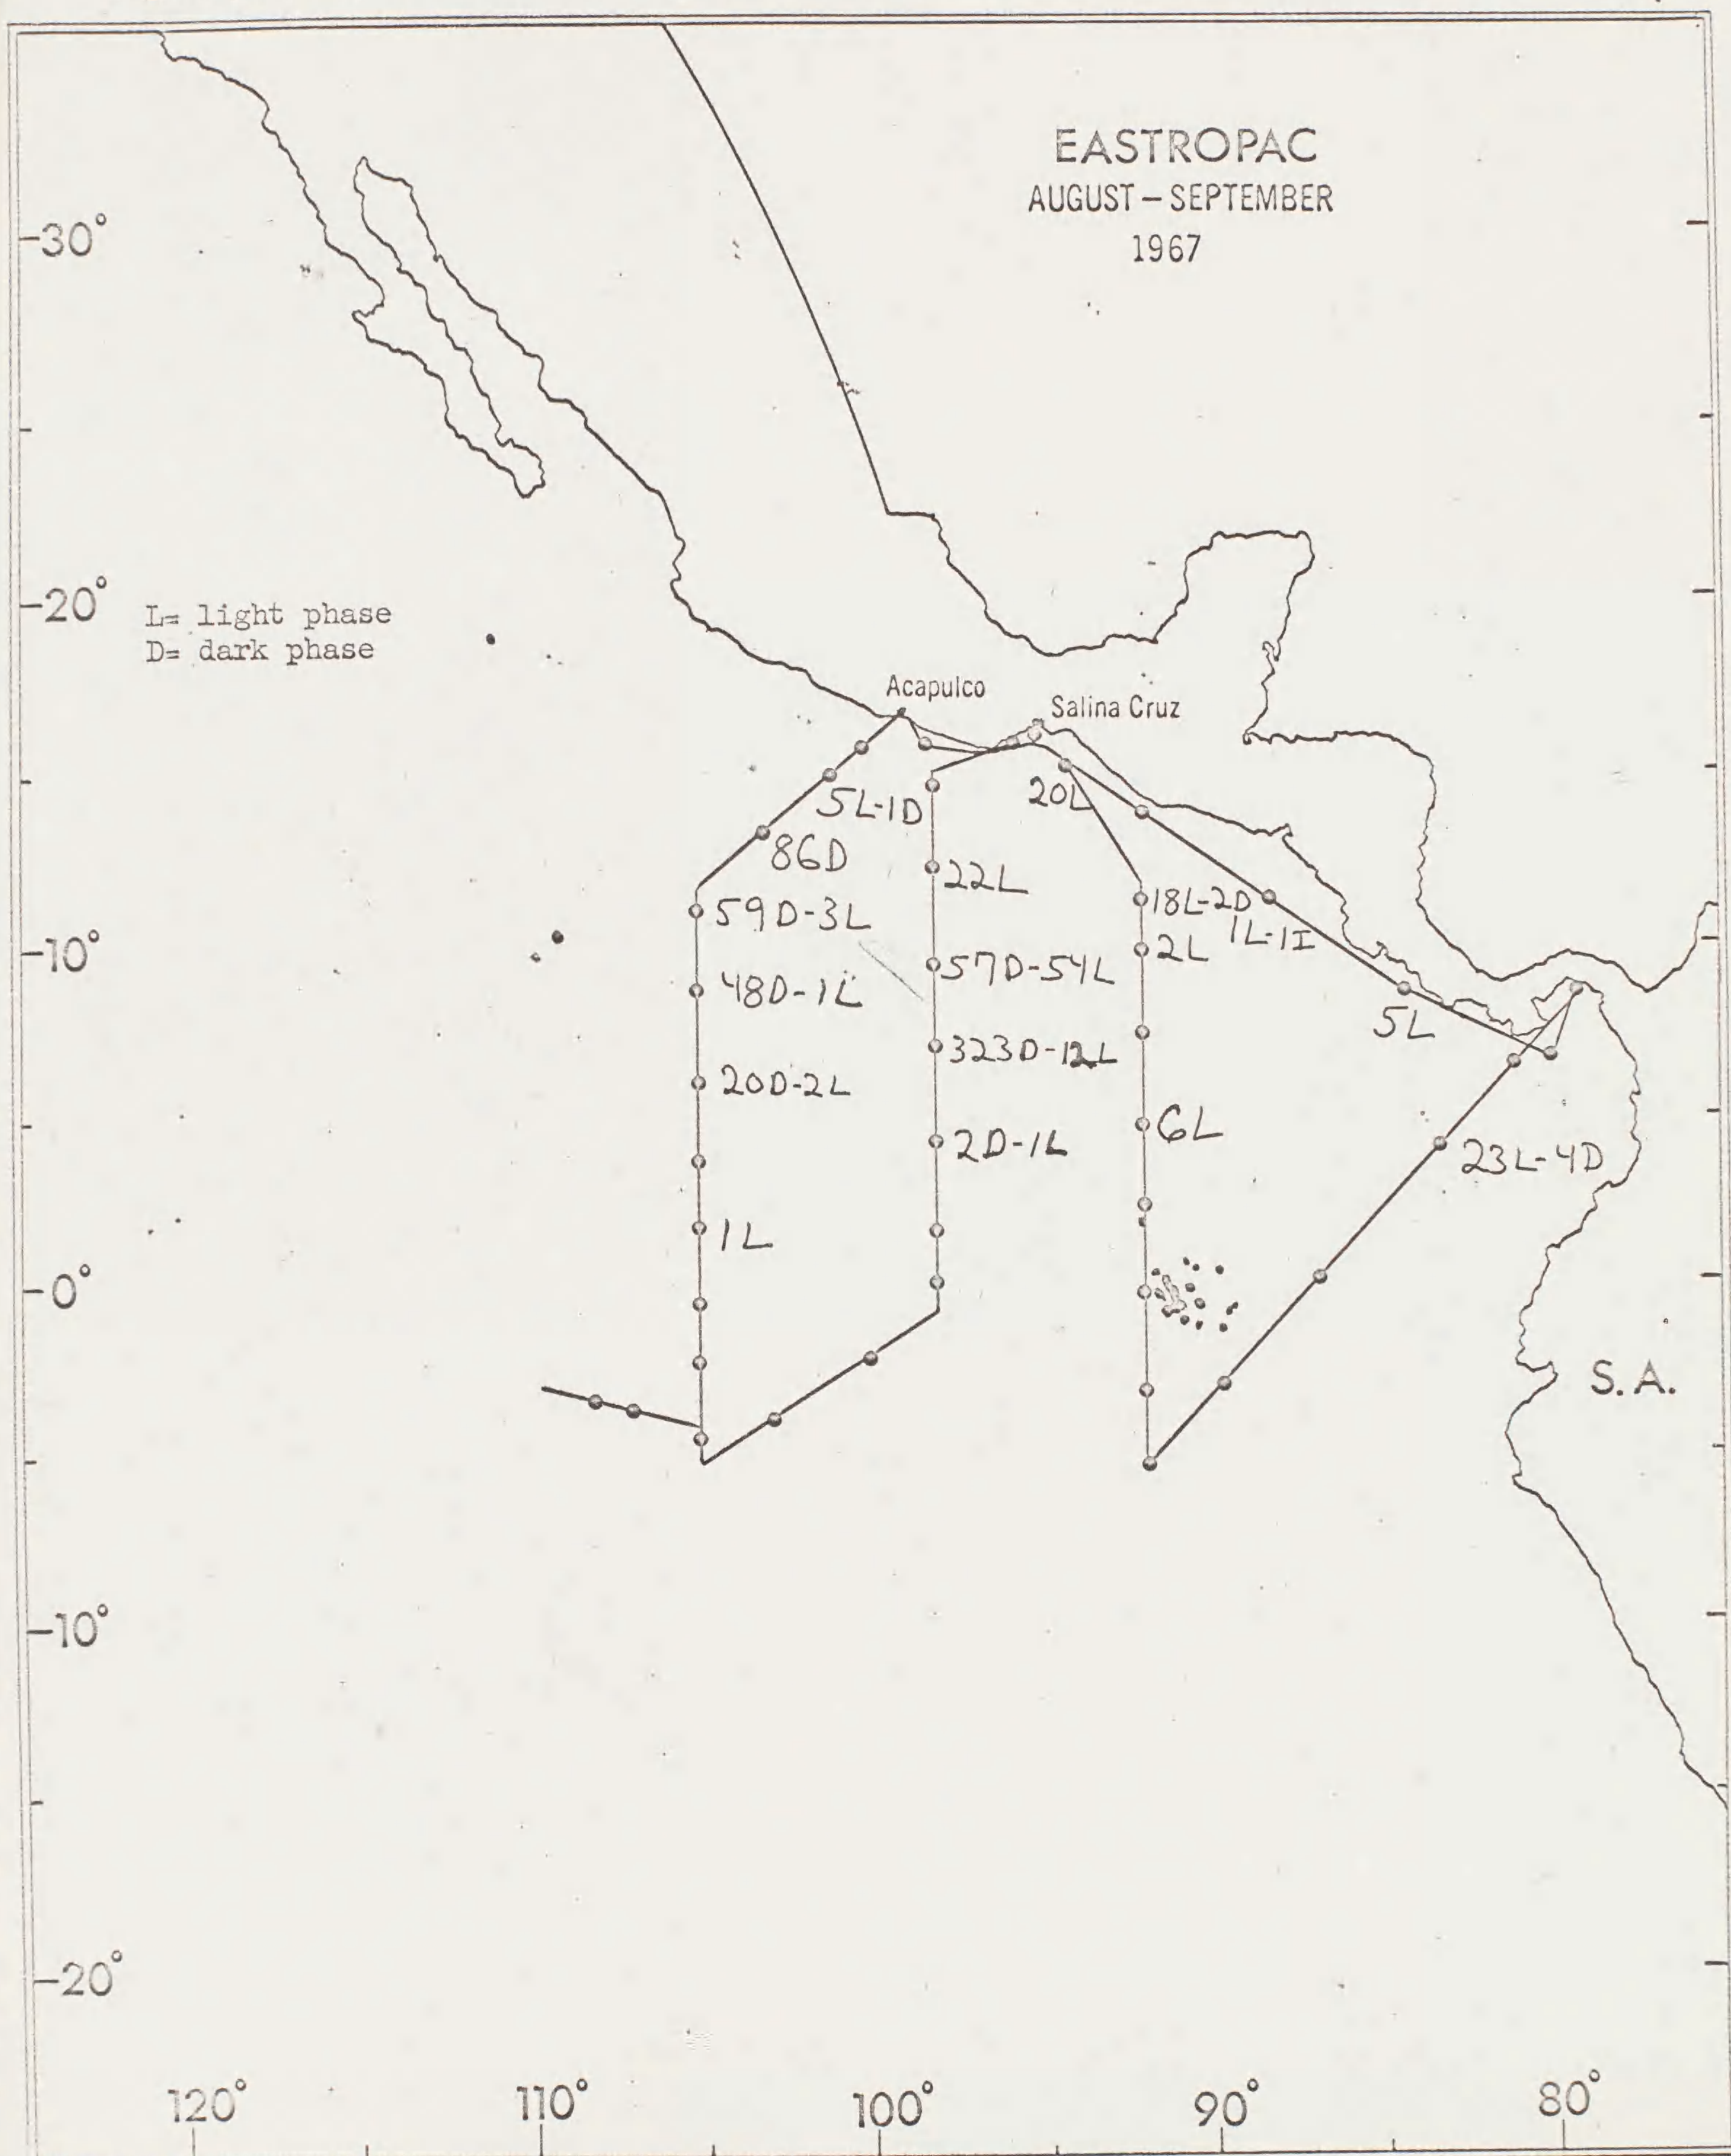 EASTROPAC
AUGUST – SEPTEMBER
1967
30°
20°
L= light phase
D= dark phase
Acapulco
Salina Cruz
5L-1D
20L
86D
22L
18L-2D
59D-3L
1L-1I
10°
2L
57D-54L
48D-1L
5L
323D-12L
20D-2L
6L
2D-1L
23L-4D
1L
0°
S.A.
10°
20°
120°
110°
100°
90°
80°